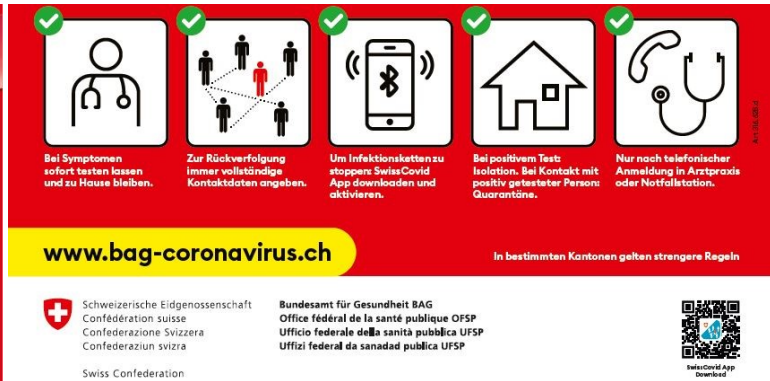 Bei Symptomen
sofort testen lassen
und zu Hause bleiben.
Zur Rückverfolgung
immer vollständige
Kontaktdaten angeben.
Um Infektionsketten zu
stoppen: SwissCovid
App downloaden und
aktivieren.
Bei positivem Test:
Isolation. Bei Kontakt mit
positiv getesteter Person:
Quarantäne.
Nur nach telefonischer
Anmeldung in Arztpraxis
oder Notfallstation.
www.bag-coronavirus.ch
In bestimmten Kantonen gelten strengere Regeln
Schweizerische Eidgenossenschaft
Confédération suisse
Confederazione Svizzera
Confederaziun svizra
Swiss Confederation
Bundesamt für Gesundheit BAG
Office fédéral de la santé publique OFSP
Ufficio federale della sanità pubblica UFSP
Uffizi federal da sanadad publica UFSP
SwissCovid App
Download